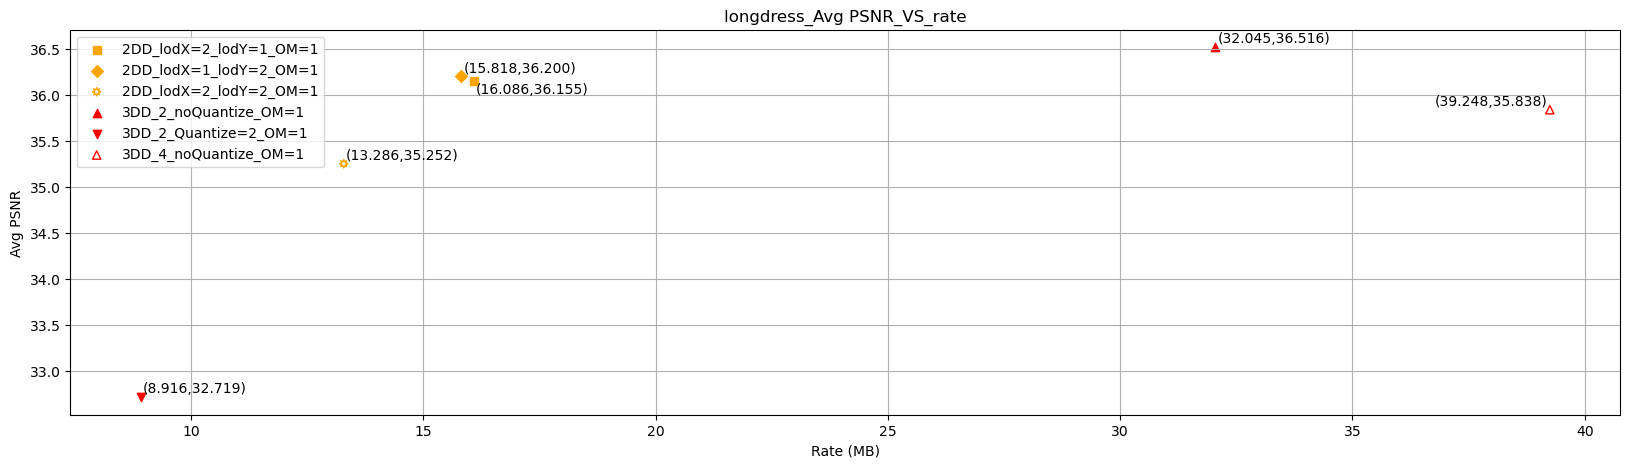 longdress_Avg PSNR_VS_rate
2DD_lodX=2_lodY=1_OM=1
2DD_lodX=1_lodY=2_OM=1
2DD_lodX=2_lodY=2_OM=1
3DD_2_noQuantize_OM=1
3DD_2_Quantize=2_OM=1
3DD_4_noQuantize_OM=1
(32.045,36.516)
(15.818,36.200)
(16.086,36.155)
(39.248,35.838)
(13.286,35.252)
(8.916,32.719)
Avg PSNR
36.5
36.0
35.5
35.0
34.5
34.0
33.5
33.0
10
15
20
25
30
35
40
Rate (MB)